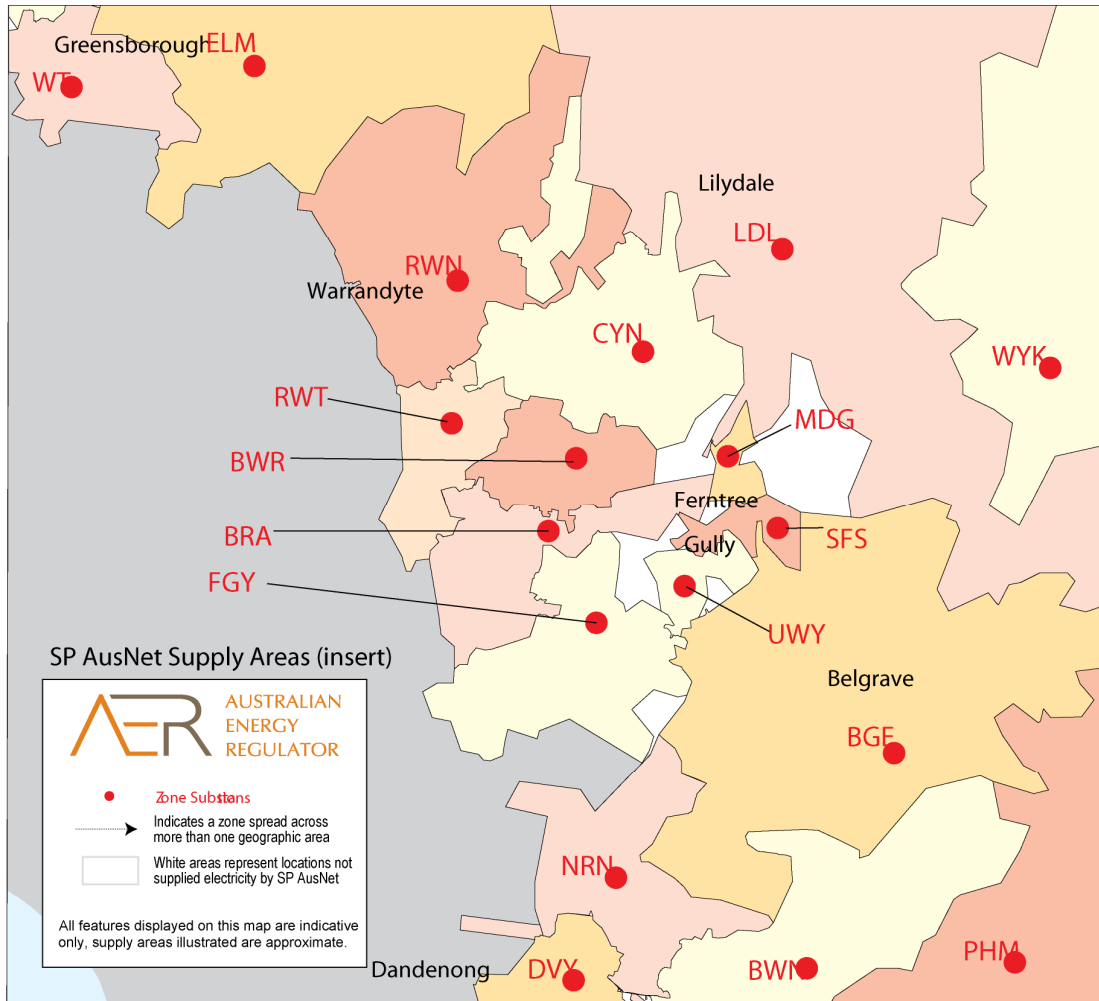 Greensborough
ELM
WT
Lilydale
LDL
RWN
Warrandyte
CYN
WYK
RWT
MDG
BWR
Ferntree
BRA
SFS
Gully
FGY
UWY
SP AusNet Supply Areas (insert)
Belgrave
AER
AUSTRALIAN
ENERGY
REGULATOR
BGE
Zone Substans
Indicates a zone spread across
more than one geographic area
White areas represent locations not
supplied electricity by SP AusNet
NRN
All features displayed on this map are indicative
only, supply areas illustrated are approximate.
PHM
Dandenong
DVY
BWN